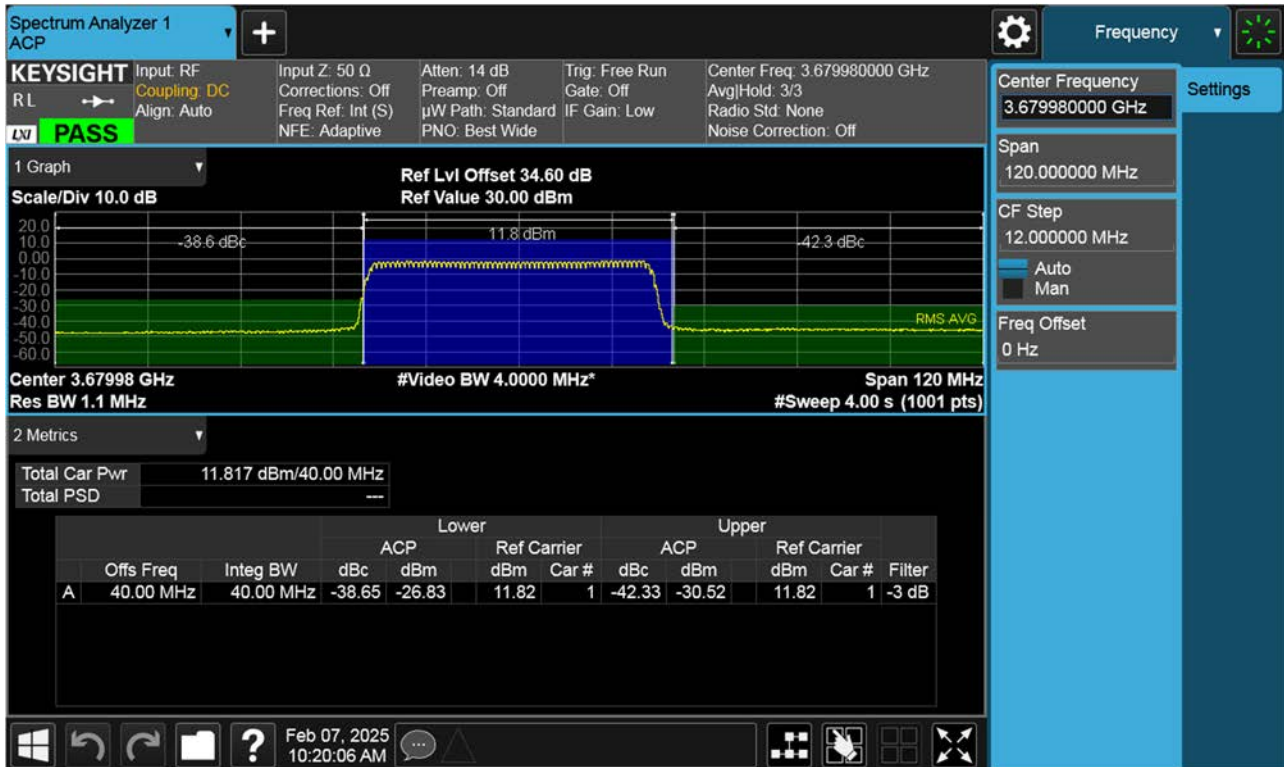 Spectrum Analyzer 1
ACP
Frequency
KEYSIGHT
RL
LXI
PASS
Input: RF
Coupling: DC
Align: Auto
Input Z: 50 Ω
Corrections: Off
Freq Ref: Int (S)
NFE: Adaptive
Atten: 14 dB
Preamp: Off
µW Path: Standard
PNO: Best Wide
Trig: Free Run
Gate: Off
IF Gain: Low
Center Freq: 3.679980000 GHz
Avg|Hold: 3/3
Radio Std: None
Noise Correction: Off
Center Frequency
3.679980000 GHz
Settings
Span
120.000000 MHz
CF Step
12.000000 MHz
Auto
Man
Freq Offset
0 Hz
1 Graph
Scale/Div 10.0 dB
Ref Lvl Offset 34.60 dB
Ref Value 30.00 dBm
20.0
10.0
0.00
-10.0
-20.0
-30.0
-40.0
-50.0
-60.0
-38.6 dBc
11.8 dBm
-42.3 dBc
RMS AVG
Center 3.67998 GHz
#Video BW 4.0000 MHz*
Span 120 MHz
Res BW 1.1 MHz
#Sweep 4.00 s (1001 pts)
2 Metrics
Total Car Pwr 11.817 dBm/40.00 MHz
Total PSD ---
Lower Upper
ACP Ref Carrier ACP Ref Carrier
Offs Freq Integ BW dBc dBm dBm Car # dBc dBm dBm Car # Filter
A 40.00 MHz 40.00 MHz -38.65 -26.83 11.82 1 -42.33 -30.52 11.82 1 -3 dB
?
Feb 07, 2025
10:20:06 AM